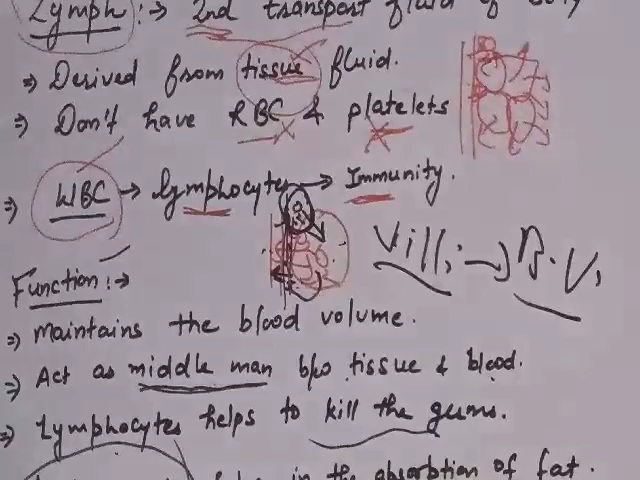 Lymph :→ 2nd transport fluid of body
⇒ Derived from tissue fluid.
⇒ Don't have RBC & platelets
⇒ WBC → lymphocytes → Immunity.
Villi → B.V,
Function :→
⇒ Maintains the blood volume.
⇒ Act as middle man b/w tissue & blood.
⇒ Lymphocytes helps to kill the germs.
in the absorbtion of fat.